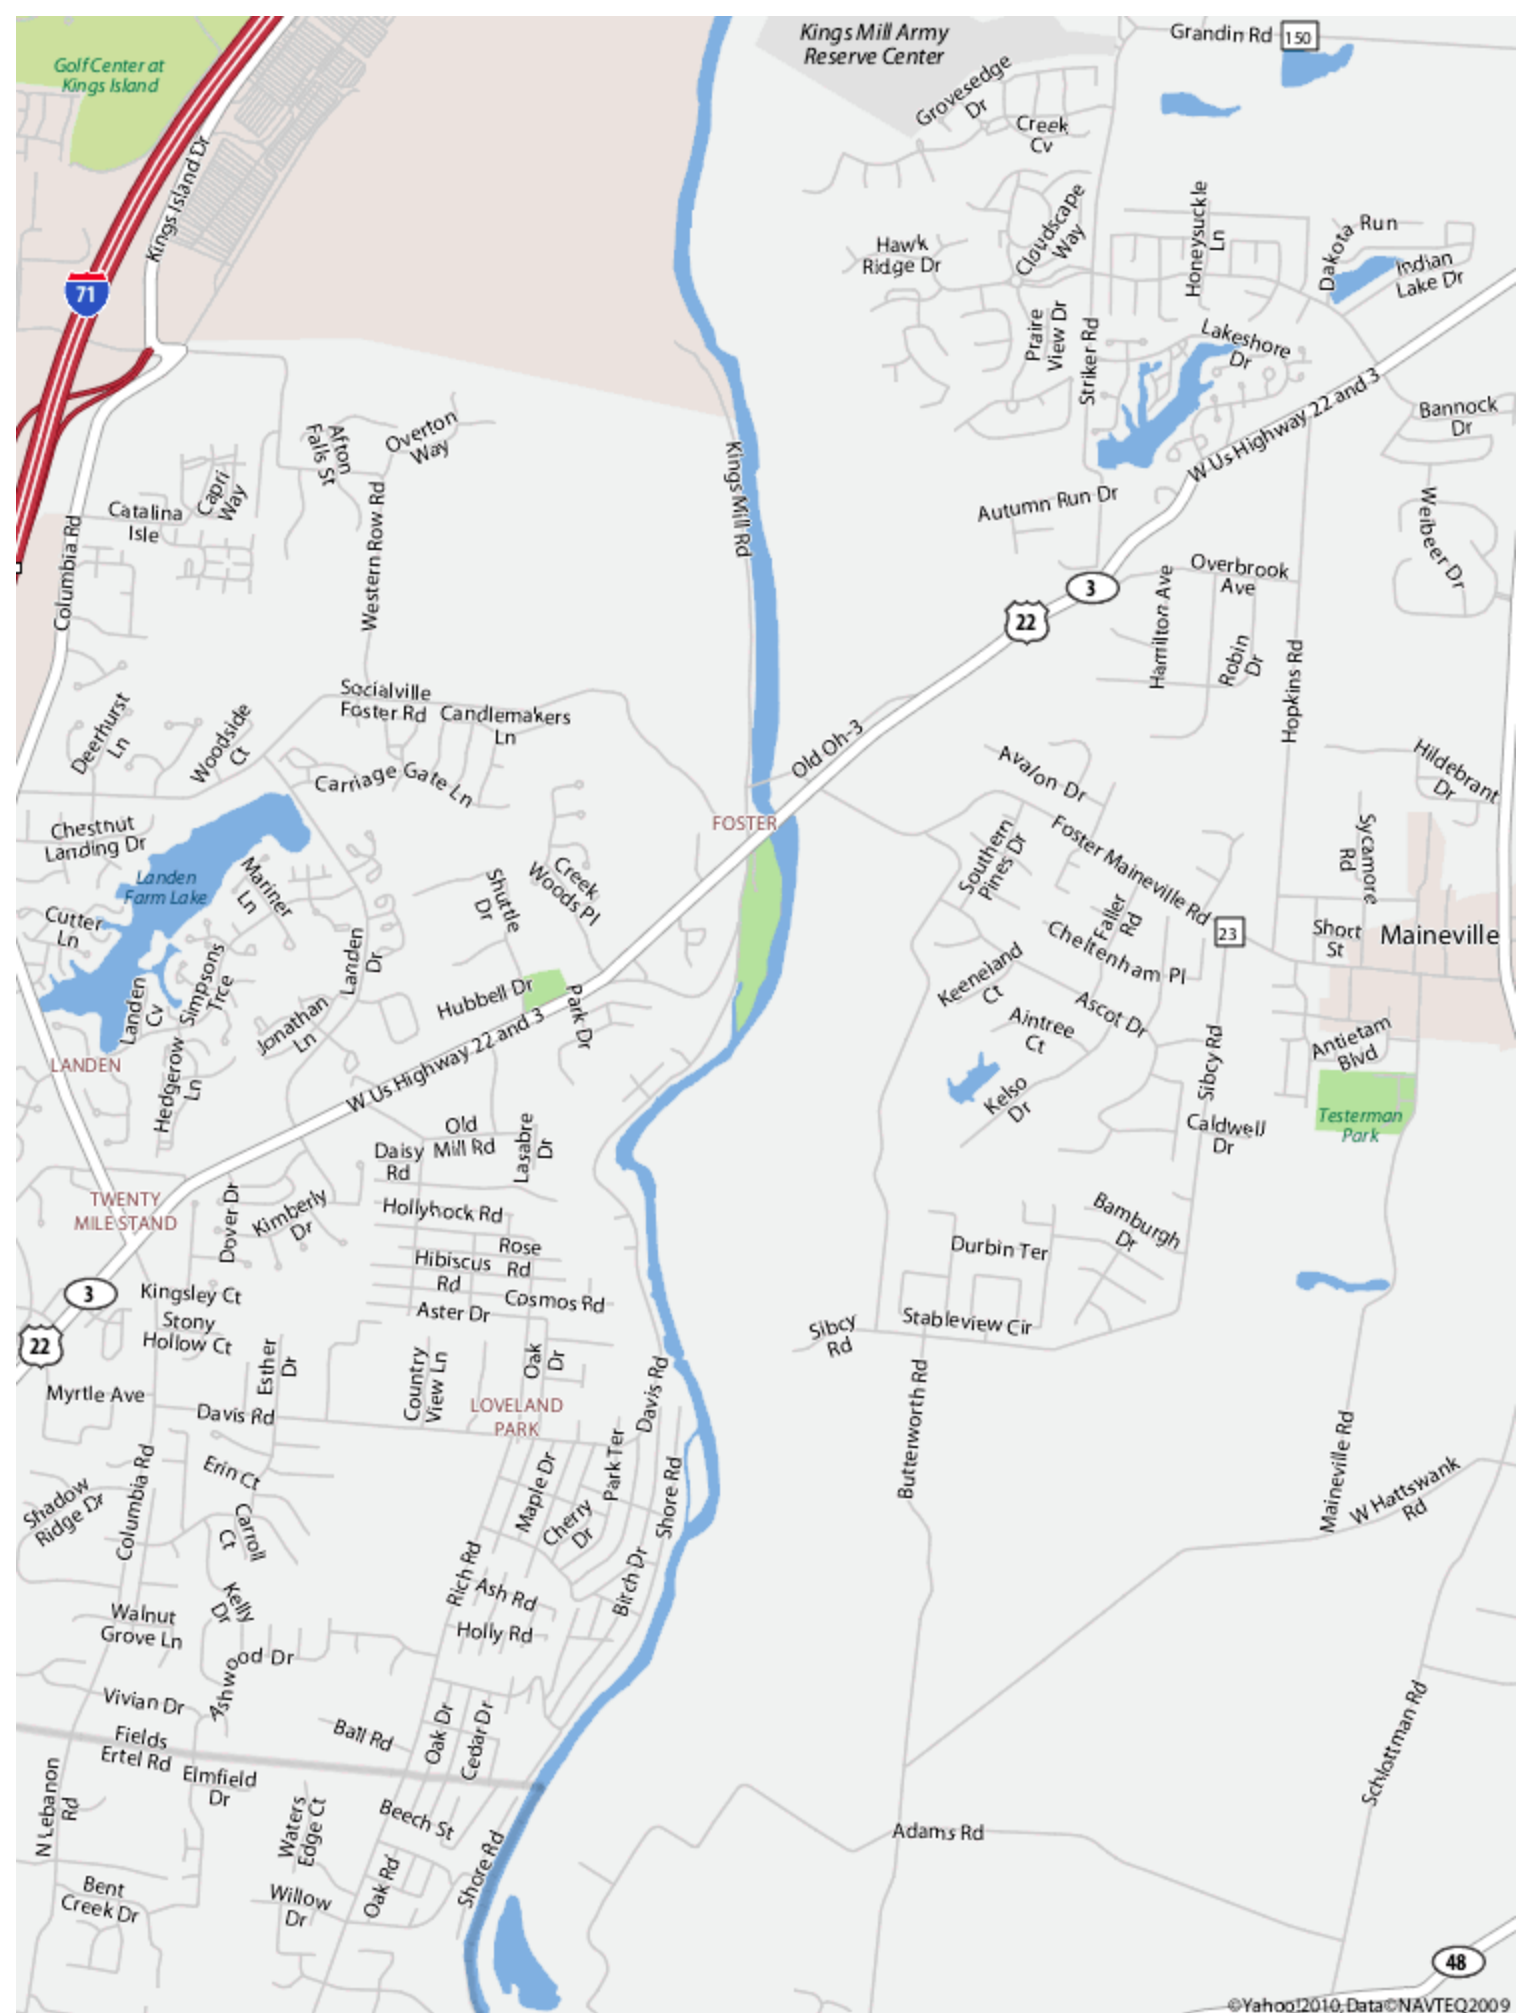 Kings Mill Army
Reserve Center
Grandin Rd
150
Golf Center at
Kings Island
Grovesedge
Dr
Creek
Cv
Kings Island Dr
Cloudscape
Way
Honeysuckle
Ln
Dakota Run
Hawk
Ridge Dr
Indian
Lake Dr
71
Praire
View Dr
Striker Rd
Lakeshore
Dr
W Us Highway 22 and 3
Bannock
Dr
Afton
Falls St
Overton
Way
Kings Mill Rd
Capri
Way
Catalina
Isle
Autumn Run Dr
Weibeer Dr
Columbia Rd
Western Row Rd
Overbrook
Ave
3
22
Hamilton Ave
Robin
Dr
Hopkins Rd
Socialville
Foster Rd
Candlemakers
Ln
Deerhurst
Ln
Woodside
Ct
Carriage Gate Ln
Old Oh-3
Avalon Dr
Hildebrant
Dr
FOSTER
Chestnut
Landing Dr
Southern
Pines Dr
Foster Maineville Rd
Sycamore
Rd
Landen
Farm Lake
Mariner
Ln
Shuttle
Dr
Creek
Woods Pl
Cutter
Ln
Faller
Rd
23
Short
St
Maineville
Cheltenham Pl
Landen
Dr
Simpsons
Trce
Keeneland
Ct
Landen
Cv
Hubbell Dr
Park Dr
Jonathan
Ln
Ascot Dr
Aintree
Ct
Antietam
Blvd
LANDEN
Hedgerow
Ln
W Us Highway 22 and 3
Kelso
Dr
Sibcy Rd
Testerman
Park
Caldwell
Dr
Old
Mill Rd
Daisy
Rd
Lasabre
Dr
TWENTY
MILE STAND
Dover Dr
Kimberly
Dr
Hollyhock Rd
Bamburgh
Dr
Rose
Rd
Hibiscus
Rd
Durbin Ter
3
Kingsley Ct
Cosmos Rd
Aster Dr
Stony
Hollow Ct
22
Sibcy
Rd
Stableview Cir
Esther
Dr
Country
View Ln
Oak
Dr
Myrtle Ave
Davis Rd
LOVELAND
PARK
Davis Rd
Butterworth Rd
Erin Ct
Columbia Rd
Maple Dr
Park Ter
Shore Rd
Maineville Rd
W Hattswank
Rd
Shadow
Ridge Dr
Carroll
Ct
Cherry
Dr
Rich Rd
Ash Rd
Birch Dr
Kelly
Dr
Walnut
Grove Ln
Holly Rd
Ashwood Dr
Vivian Dr
Ball Rd
Oak Dr
Cedar Dr
Schlottman Rd
Fields
Ertel Rd
Elmfield
Dr
N Lebanon
Rd
Waters
Edge Ct
Beech St
Adams Rd
Shore Rd
Bent
Creek Dr
Willow
Dr
Oak Rd
48
©Yahoo!2010, Data©NAVTEQ2009